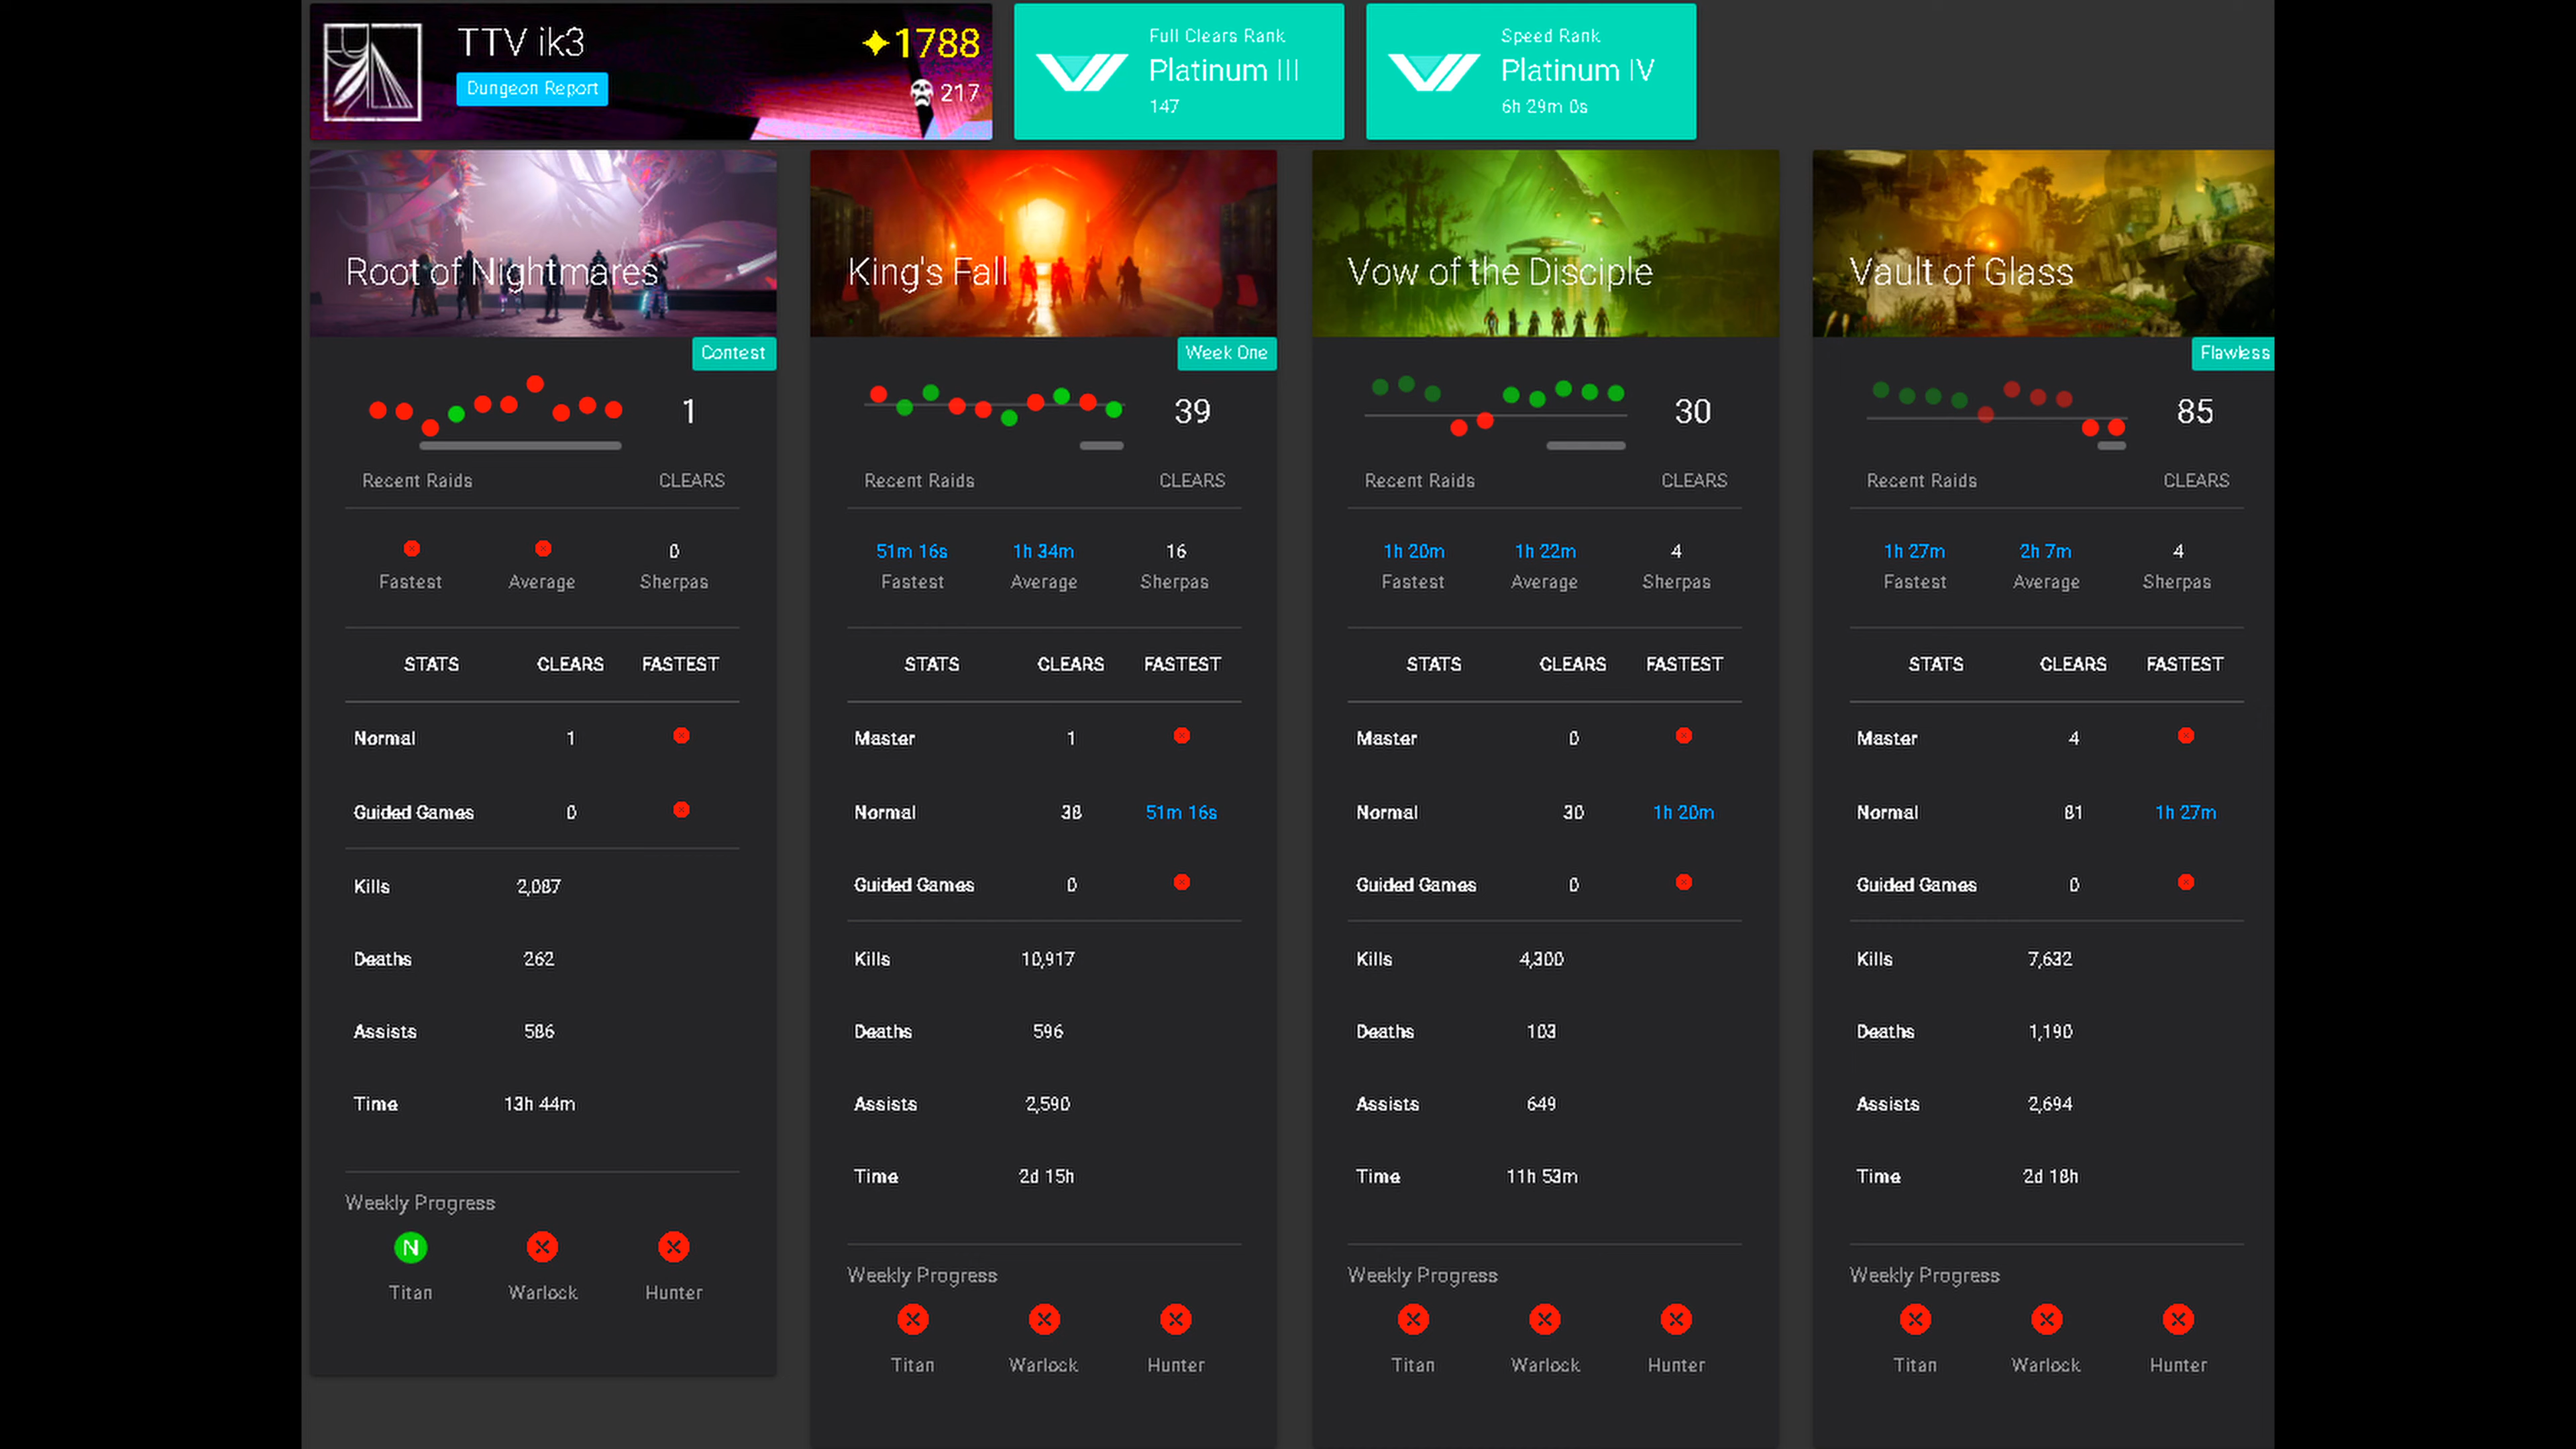 TTV ik3
1788
Dungeon Report
217
Full Clears Rank
Platinum III
147
Speed Rank
Platinum IV
6h 29m 0s
Root of Nightmares
Contest
1
Recent Raids CLEARS
0
Fastest Average Sherpas
STATS CLEARS FASTEST
Normal 1
Guided Games 0
Kills 2,087
Deaths 262
Assists 586
Time 13h 44m
Weekly Progress
N
Titan Warlock Hunter
King's Fall
Week One
39
Recent Raids CLEARS
51m 16s 1h 34m 16
Fastest Average Sherpas
STATS CLEARS FASTEST
Master 1
Normal 38 51m 16s
Guided Games 0
Kills 10,917
Deaths 596
Assists 2,590
Time 2d 15h
Weekly Progress
Titan Warlock Hunter
Vow of the Disciple
30
Recent Raids CLEARS
1h 20m 1h 22m 4
Fastest Average Sherpas
STATS CLEARS FASTEST
Master 0
Normal 30 1h 20m
Guided Games 0
Kills 4,300
Deaths 103
Assists 649
Time 11h 53m
Weekly Progress
Titan Warlock Hunter
Vault of Glass
Flawless
85
Recent Raids CLEARS
1h 27m 2h 7m 4
Fastest Average Sherpas
STATS CLEARS FASTEST
Master 4
Normal 81 1h 27m
Guided Games 0
Kills 7,632
Deaths 1,190
Assists 2,694
Time 2d 18h
Weekly Progress
Titan Warlock Hunter